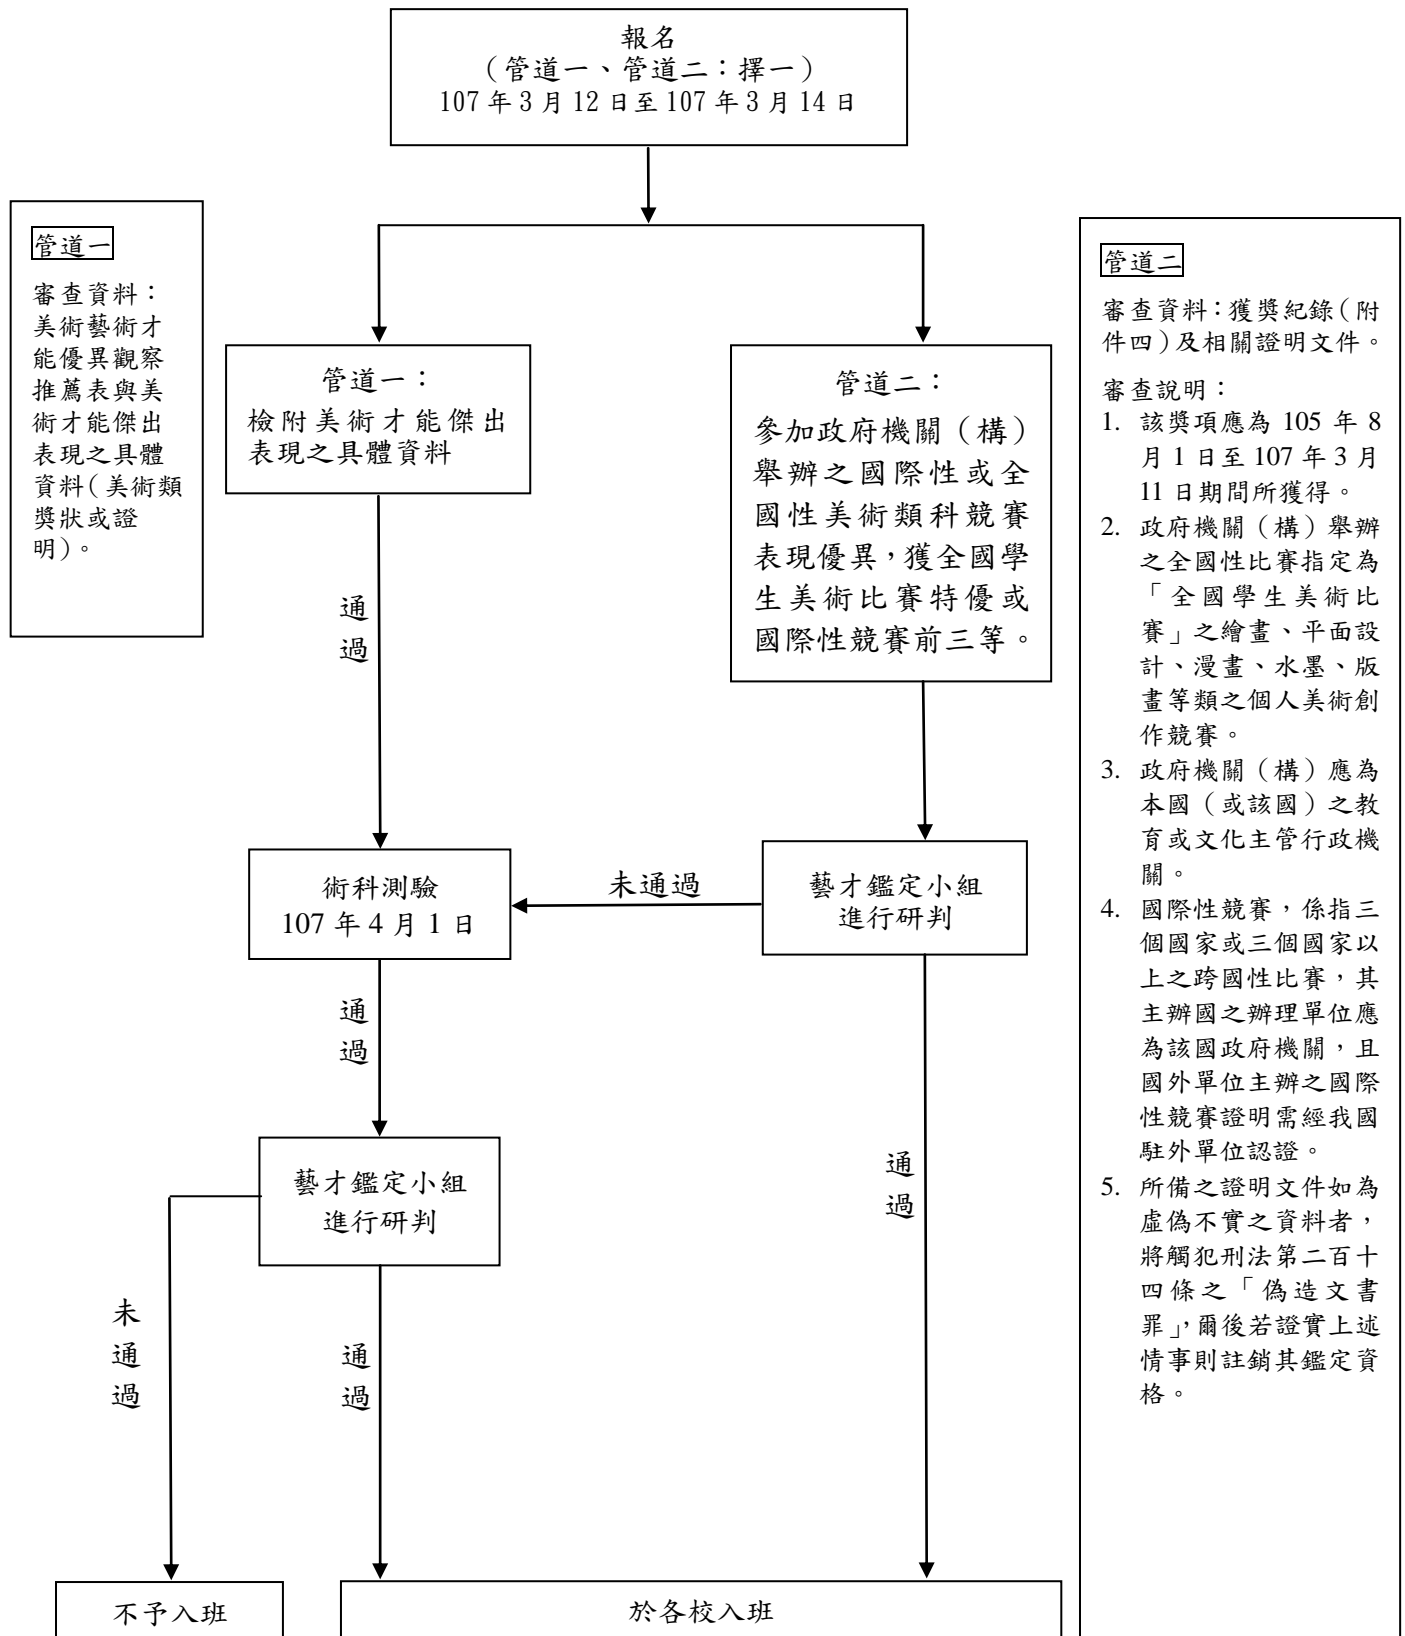 報名
（管道一、管道二：擇一）
107 年 3 月 12 日至 107 年 3 月 14 日
管道一
審查資料：
美術藝術才
能優異觀察
推薦表與美
術才能傑出
表現之具體
資料（美術類
獎狀或證
明）。
管道一：
檢附美術才能傑出
表現之具體資料
管道二：
參加政府機關（構）
舉辦之國際性或全
國性美術類科競賽
表現優異，獲全國學
生美術比賽特優或
國際性競賽前三等。
管道二
審查資料：獲獎紀錄（附
件四）及相關證明文件。
審查說明：
1. 該獎項應為 105 年 8
月 1 日至 107 年 3 月
11 日期間所獲得。
2. 政府機關（構）舉辦
之全國性比賽指定為
「全國學生美術比
賽」之繪畫、平面設
計、漫畫、水墨、版
畫等類之個人美術創
作競賽。
3. 政府機關（構）應為
本國（或該國）之教
育或文化主管行政機
關。
4. 國際性競賽，係指三
個國家或三個國家以
上之跨國性比賽，其
主辦國之辦理單位應
為該國政府機關，且
國外單位主辦之國際
性競賽證明需經我國
駐外單位認證。
5. 所備之證明文件如為
虛偽不實之資料者，
將觸犯刑法第二百十
四條之「偽造文書
罪」，爾後若證實上述
情事則註銷其鑑定資
格。
通過
術科測驗
107 年 4 月 1 日
未通過
藝才鑑定小組
進行研判
通過
藝才鑑定小組
進行研判
通過
未通過
通過
不予入班
於各校入班